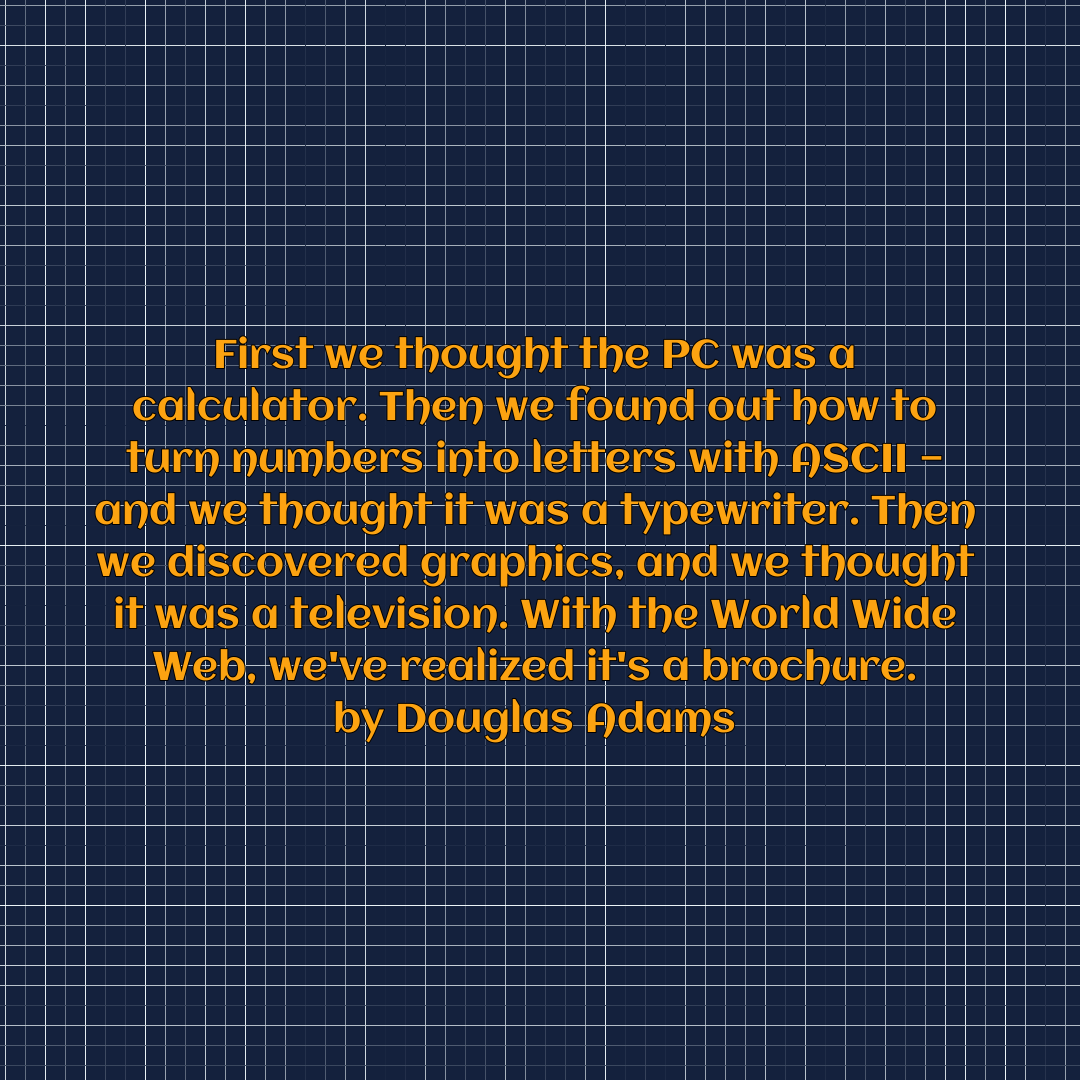 First we thought the PC was a
calculator. Then we found out how to
turn numbers into letters with ASCII –
and we thought it was a typewriter. Then
we discovered graphics, and we thought
it was a television. With the World Wide
Web, we've realized it's a brochure.
by Douglas Adams